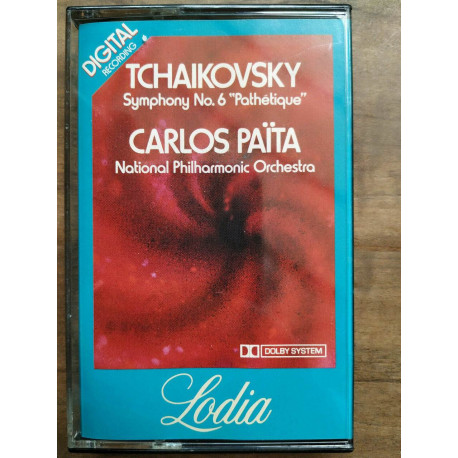 DIGITAL
RECORDING
TCHAIKOVSKY
Symphony No. 6 "Pathétique"
CARLOS PAÏTA
National Philharmonic Orchestra
DOLBY SYSTEM
Lodia